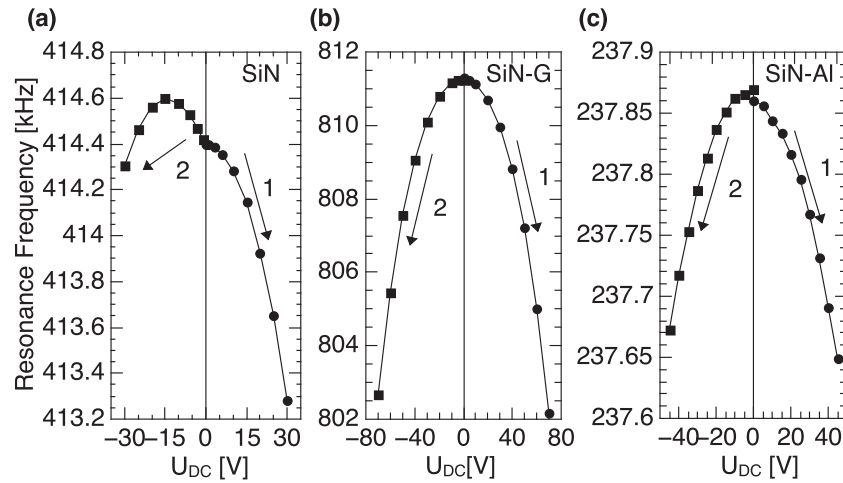 (a) (b) (c)
Resonance Frequency [kHz]
414.8
414.6
414.4
414.2
414
413.8
413.6
413.4
413.2
SiN
2
1
−30 −15 0 15 30
U_DC [V]
812
810
808
806
804
802
SiN-G
2
1
−80 −40 0 40 80
U_DC[V]
237.9
237.85
237.8
237.75
237.7
237.65
237.6
SiN-Al
2
1
−40 −20 0 20 40
U_DC [V]